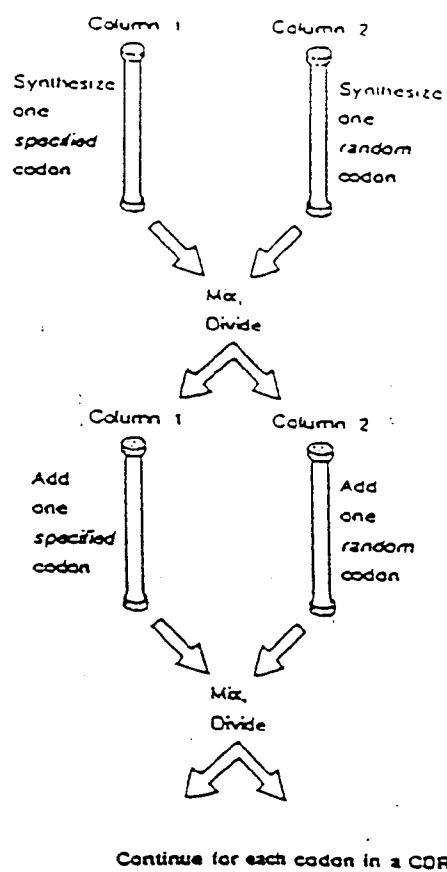 Column 1
Column 2
Synthesize
one
specified
codon
Synthesize
one
random
codon
Mix,
Divide
Column 1
Column 2
Add
one
specified
codon
Add
one
random
codon
Mix,
Divide
Continue for each codon in a CDR